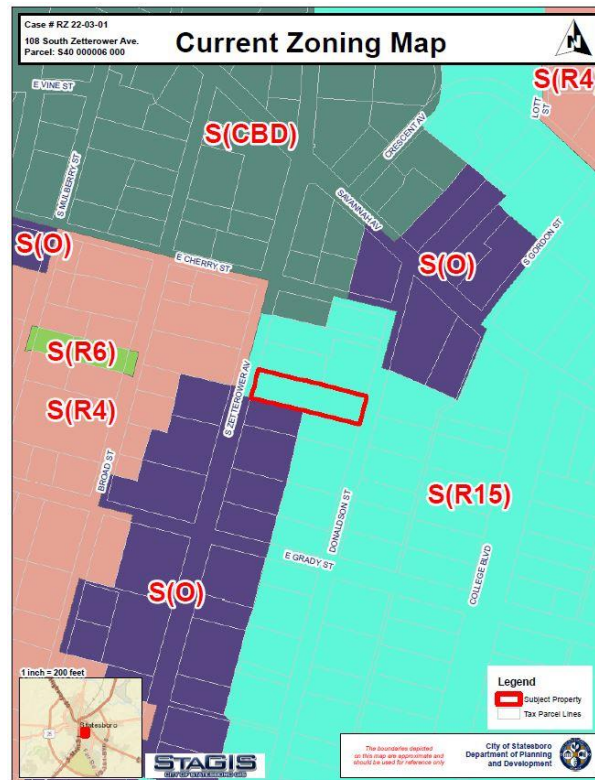 Case # RZ 22-03-01
108 South Zetterower Ave.
Parcel: S40 000006 000
Current Zoning Map
N
S(R4
LOTT ST
E VINE ST
S(CBD)
CRESCENT AV
S MULBERRY ST
SAVANNAH AV
S(O)
E CHERRY ST
S(O)
S GORDON ST
S(R6)
S ZETTEROWER AV
S(R4)
BROAD ST
S(R15)
DONALDSON ST
E GRADY ST
COLLEGE BLVD
S(O)
1 inch = 200 feet
Statesboro
Legend
Subject Property
Tax Parcel Lines
STAGIS
CITY OF STATESBORO GIS
The boundaries depicted
on this map are approximate and
should be used for reference only
City of Statesboro
Department of Planning
and Development